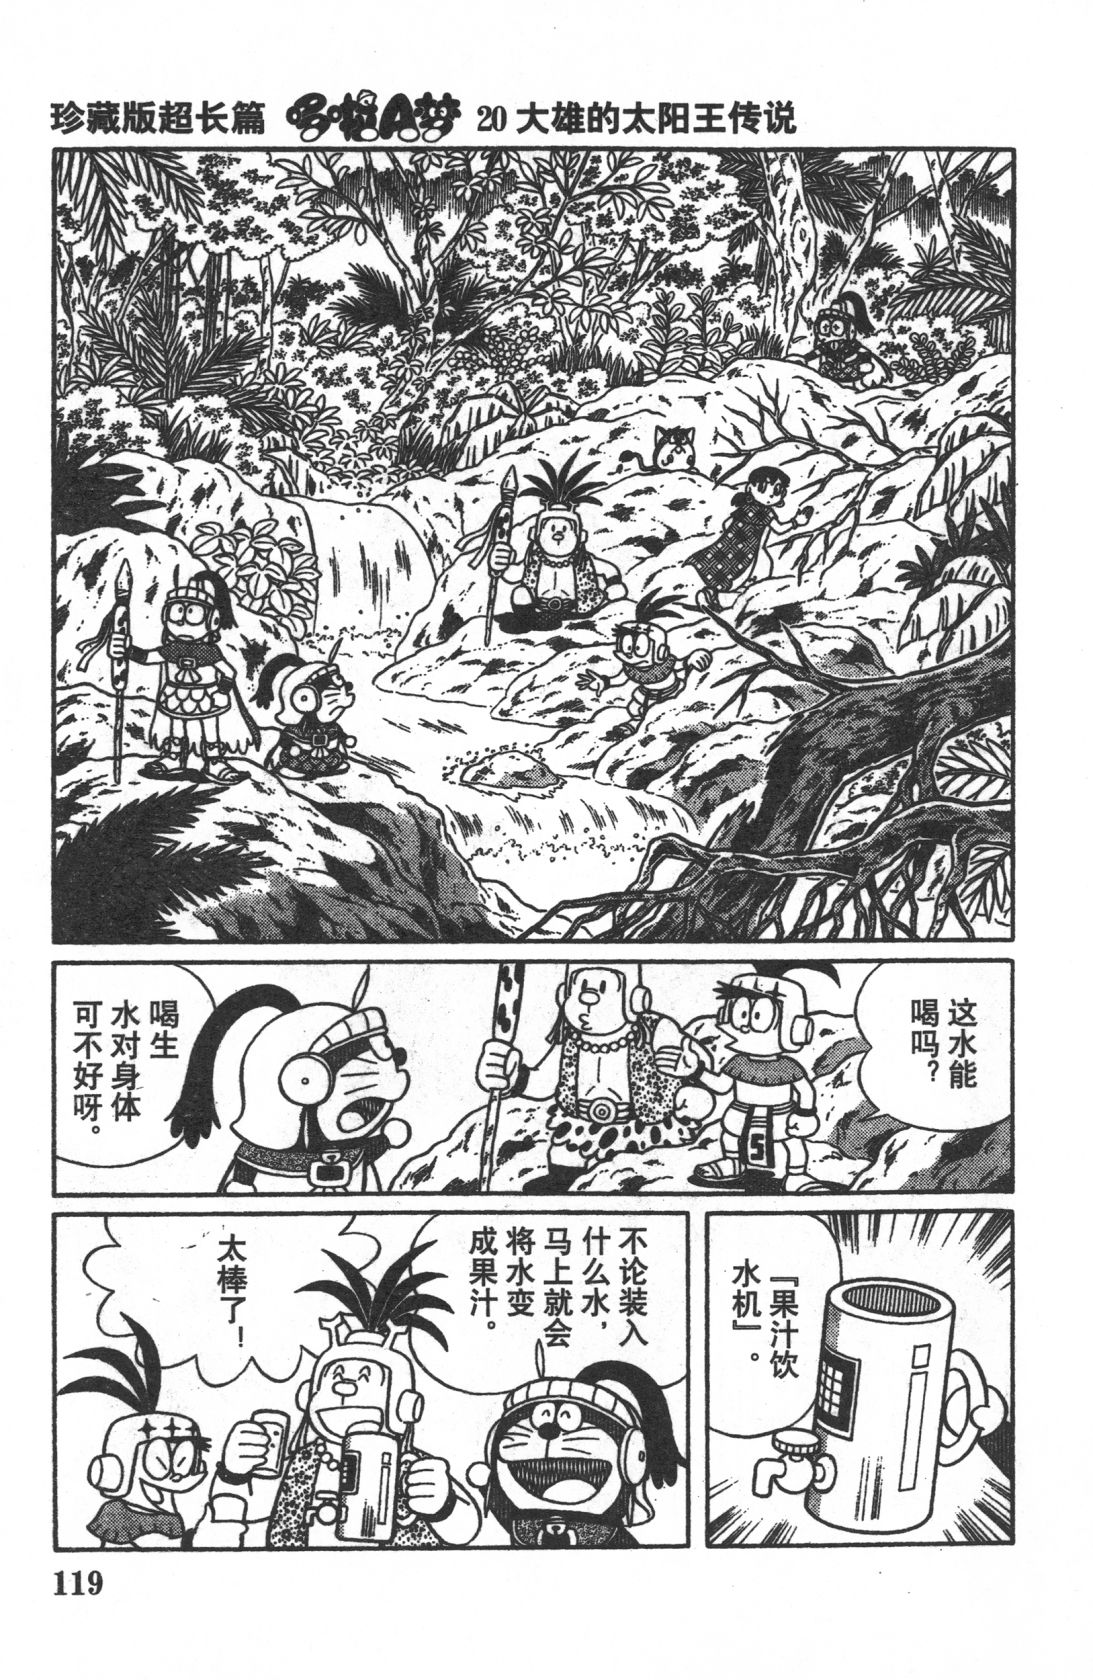 珍藏版超长篇 哆啦A梦 20 大雄的太阳王传说
这水能
喝吗？
喝生
水对身体
可不好呀。
『果汁饮
水机』。
不论装入
什么水，
马上就会
将水变
成果汁。
太棒了！
S
119